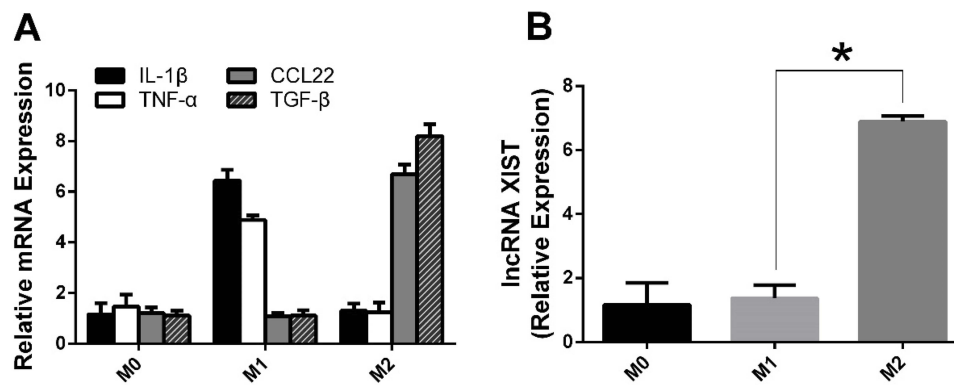 A
Relative mRNA Expression
IL-1β
CCL22
TNF-α
TGF-β
10
8
6
4
2
0
M0
M1
M2
B
lncRNA XIST
(Relative Expression)
*
8
6
4
2
0
M0
M1
M2